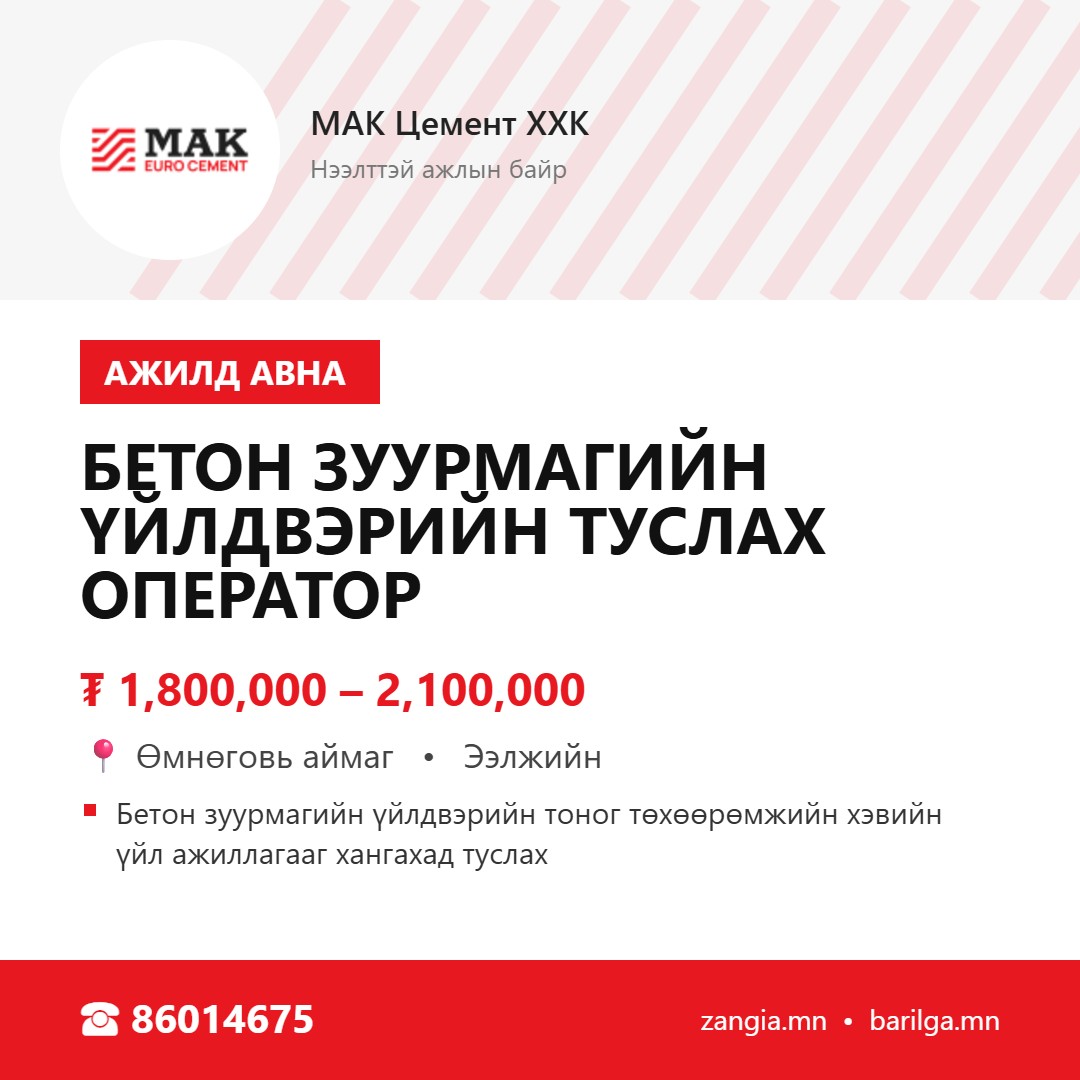 МАК
EURO CEMENT
МАК Цемент ХХК
Нээлттэй ажлын байр
АЖИЛД АВНА
БЕТОН ЗУУРМАГИЙН
ҮЙЛДВЭРИЙН ТУСЛАХ
ОПЕРАТОР
₮ 1,800,000 – 2,100,000
📍 Өмнөговь аймаг • Ээлжийн
Бетон зуурмагийн үйлдвэрийн тоног төхөөрөмжийн хэвийн
үйл ажиллагааг хангахад туслах
☎ 86014675
zangia.mn • barilga.mn